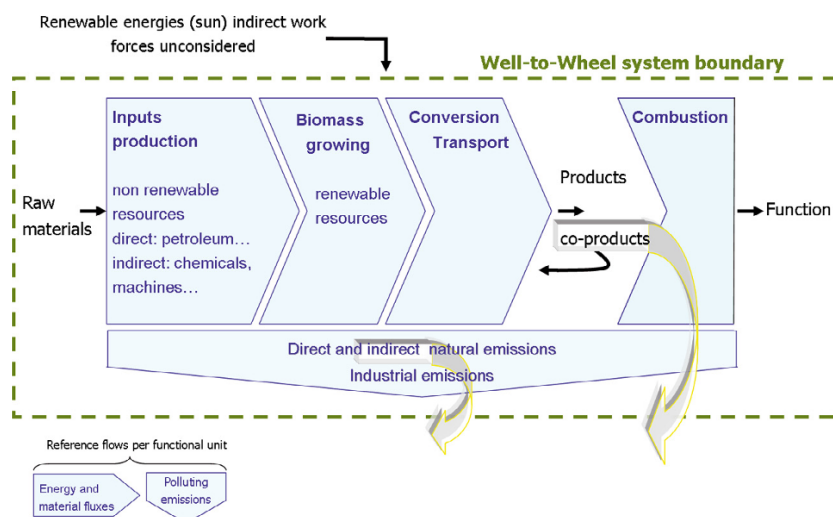 Renewable energies (sun) indirect work
forces unconsidered
Well-to-Wheel system boundary
Inputs
production
non renewable
resources
direct: petroleum…
indirect: chemicals,
machines…
Biomass
growing
renewable
resources
Conversion
Transport
Combustion
Raw
materials
Products
co-products
Function
Direct and indirect natural emissions
Industrial emissions
Reference flows per functional unit
Energy and
material fluxes
Polluting
emissions